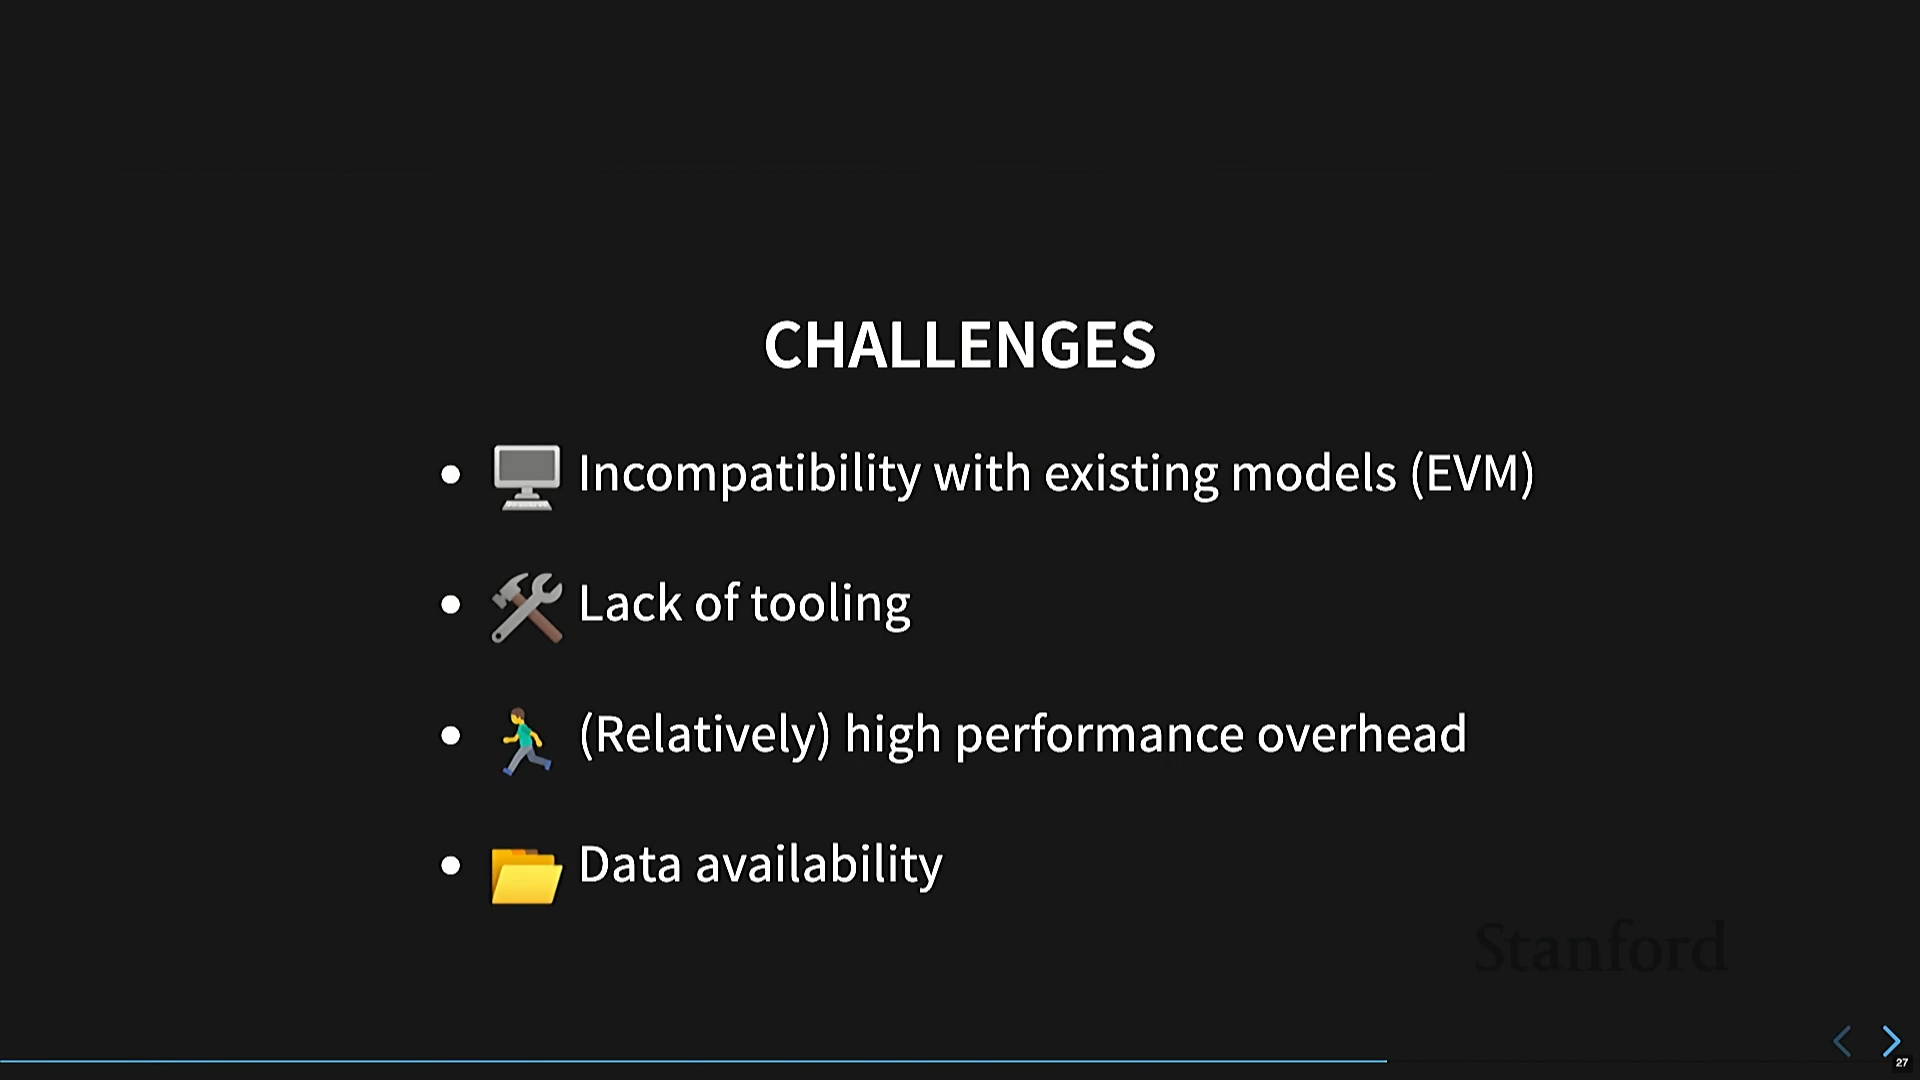 CHALLENGES
Incompatibility with existing models (EVM)
Lack of tooling
(Relatively) high performance overhead
Data availability
Stanford
27